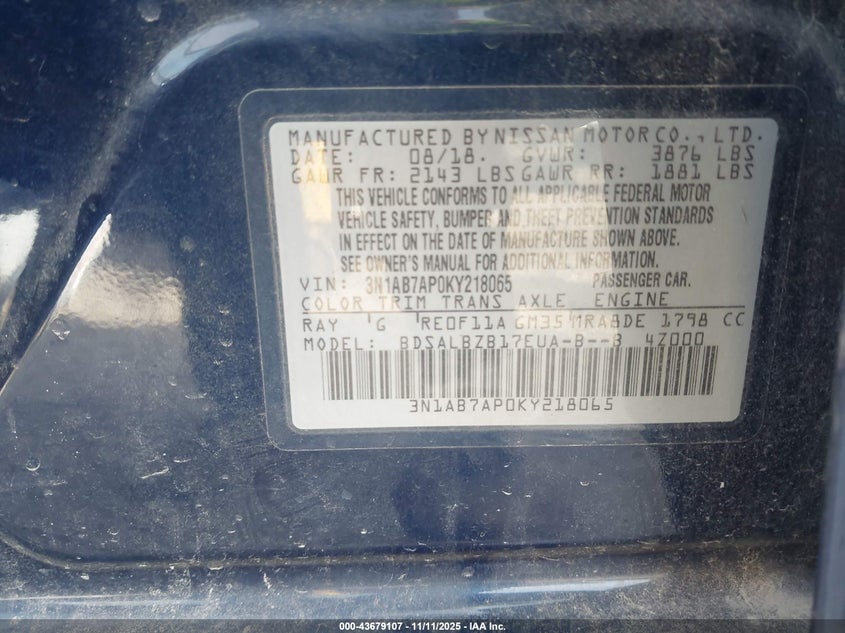 MANUFACTURED BY NISSAN MOTOR CO., LTD.
DATE: 08/18. GVWR: 3876 LBS
GAWR FR: 2143 LBS GAWR RR: 1881 LBS
THIS VEHICLE CONFORMS TO ALL APPLICABLE FEDERAL MOTOR
VEHICLE SAFETY, BUMPER AND THEFT PREVENTION STANDARDS
IN EFFECT ON THE DATE OF MANUFACTURE SHOWN ABOVE.
SEE OWNER'S MANUAL FOR ADDITIONAL INFORMATION.
VIN: 3N1AB7AP0KY218065 PASSENGER CAR.
COLOR TRIM TRANS AXLE ENGINE
RAY G RE0F11A GM35 MRA8DE 1798 CC
MODEL: BDSALBZB17EUA-B--B 4Z000
3N1AB7AP0KY218065
000-43679107 - 11/11/2025 - IAA Inc.